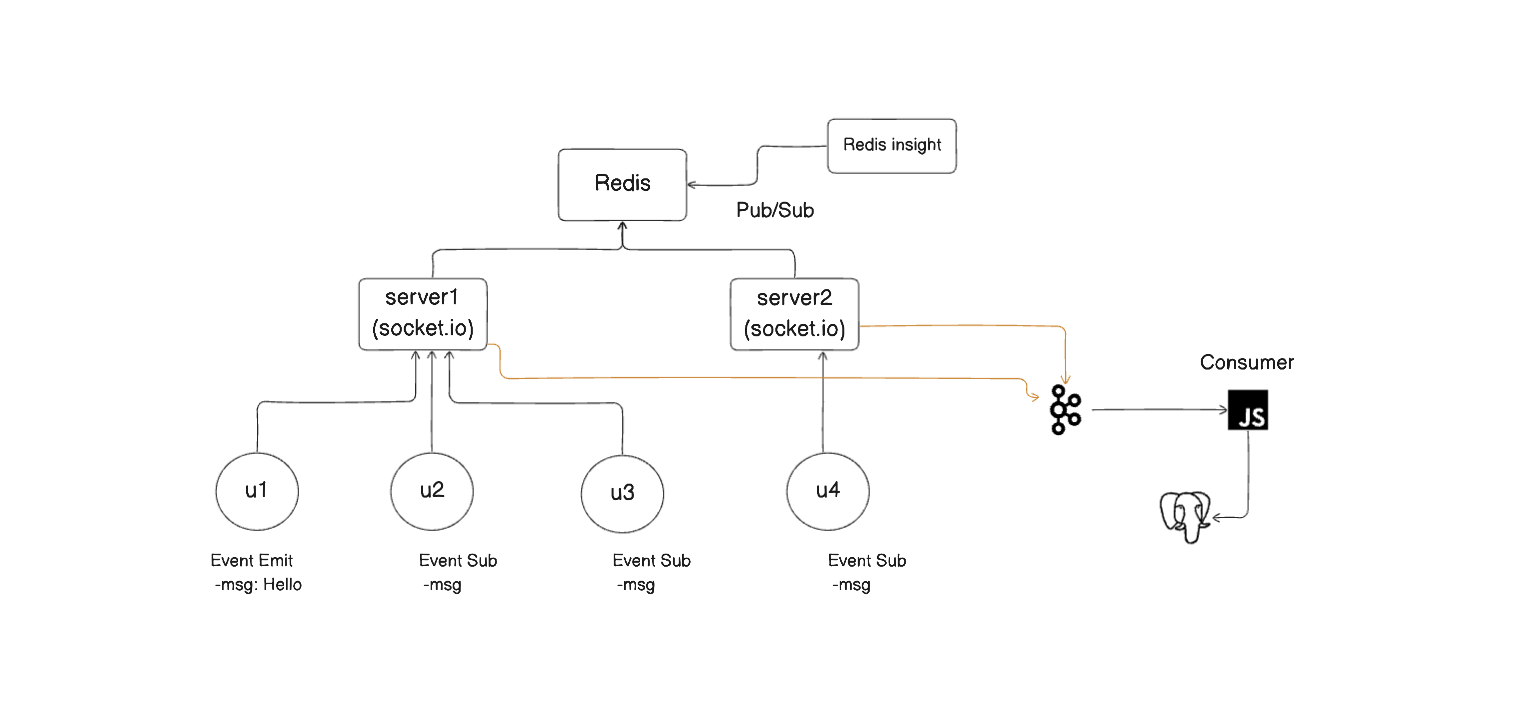 Redis insight
Redis
Pub/Sub
server1
(socket.io)
server2
(socket.io)
Consumer
JS
u1
u2
u3
u4
Event Emit
-msg: Hello
Event Sub
-msg
Event Sub
-msg
Event Sub
-msg